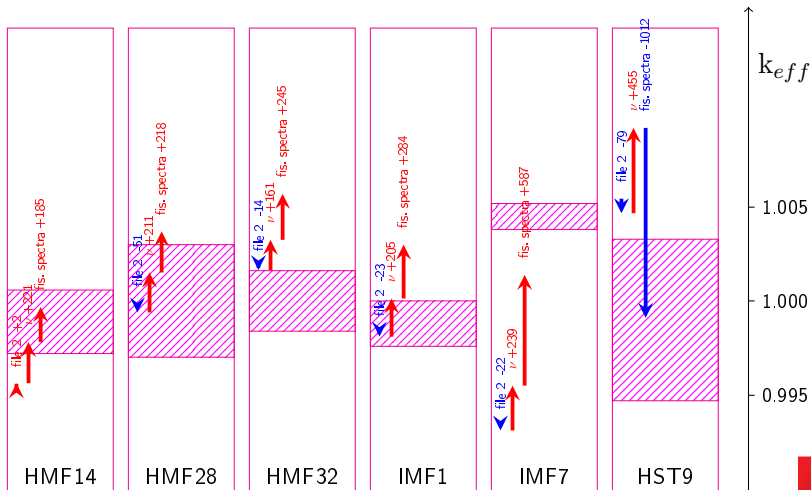 file 2 +2
ν +221
fis. spectra +185
HMF14
file 2 -51
ν +211
fis. spectra +218
HMF28
file 2 -14
ν +161
fis. spectra +245
HMF32
file 2 -23
ν +205
fis. spectra +284
IMF1
file 2 -22
ν +239
fis. spectra +587
IMF7
file 2 -79
ν +455
fis. spectra -1012
HST9
keff
1.005
1.000
0.995